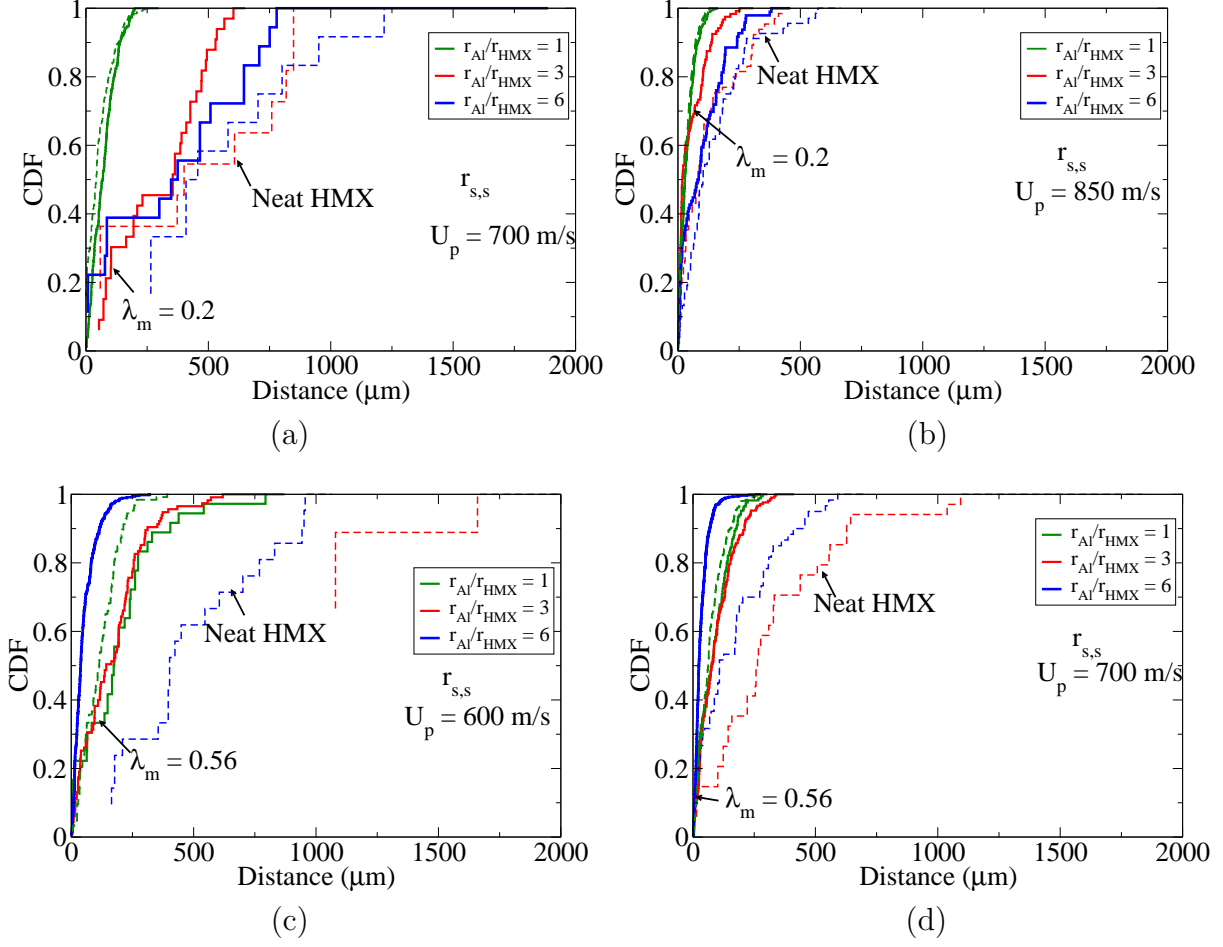 1
0.8
0.6
0.4
0.2
0
CDF
0 500 1000 1500 2000
Distance (μm)
r_Al/r_HMX = 1
r_Al/r_HMX = 3
r_Al/r_HMX = 6
Neat HMX
r_s,s
U_p = 700 m/s
λ_m = 0.2
(a)
1
0.8
0.6
0.4
0.2
0
CDF
0 500 1000 1500 2000
Distance (μm)
r_Al/r_HMX = 1
r_Al/r_HMX = 3
r_Al/r_HMX = 6
Neat HMX
λ_m = 0.2
r_s,s
U_p = 850 m/s
(b)
1
0.8
0.6
0.4
0.2
0
CDF
0 500 1000 1500 2000
Distance (μm)
r_Al/r_HMX = 1
r_Al/r_HMX = 3
r_Al/r_HMX = 6
Neat HMX
r_s,s
U_p = 600 m/s
λ_m = 0.56
(c)
1
0.8
0.6
0.4
0.2
0
CDF
0 500 1000 1500 2000
Distance (μm)
r_Al/r_HMX = 1
r_Al/r_HMX = 3
r_Al/r_HMX = 6
Neat HMX
r_s,s
U_p = 700 m/s
λ_m = 0.56
(d)